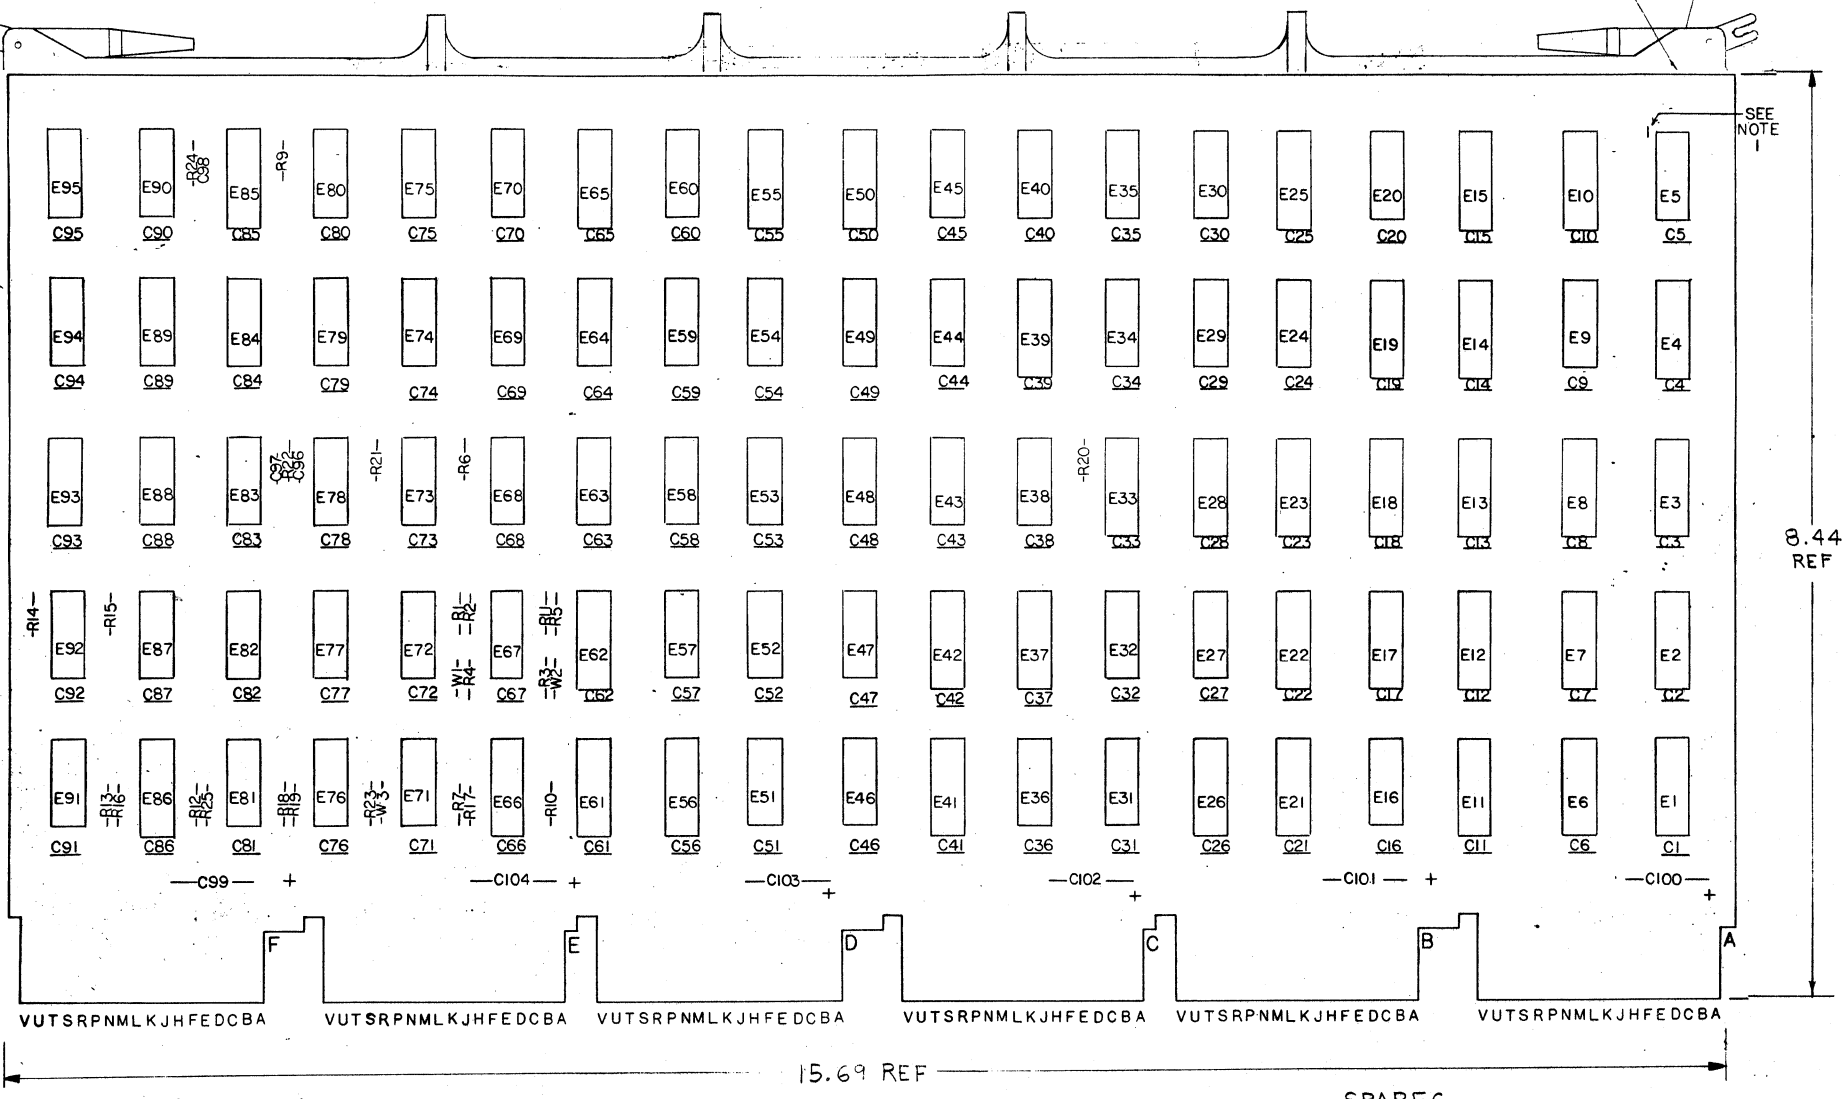 SEE
NOTE
1
-R24-
C98
-R9-
E95 E90 E85 E80 E75 E70 E65 E60 E55 E50 E45 E40 E35 E30 E25 E20 E15 E10 E5
C95 C90 C85 C80 C75 C70 C65 C60 C55 C50 C45 C40 C35 C30 C25 C20 C15 C10 C5
E94 E89 E84 E79 E74 E69 E64 E59 E54 E49 E44 E39 E34 E29 E24 E19 E14 E9 E4
C94 C89 C84 C79 C74 C69 C64 C59 C54 C49 C44 C39 C34 C29 C24 C19 C14 C9 C4
-C97-
-R22-
-C96
-R21-
-R6-
-R20-
E93 E88 E83 E78 E73 E68 E63 E58 E53 E48 E43 E38 E33 E28 E23 E18 E13 E8 E3
C93 C88 C83 C78 C73 C68 C63 C58 C53 C48 C43 C38 C33 C28 C23 C18 C13 C8 C3
8.44
REF
-R14-
-R15-
-R1-
-R2-
-R11-
-R5-
E92 E87 E82 E77 E72 E67 E62 E57 E52 E47 E42 E37 E32 E27 E22 E17 E12 E7 E2
-W1-
-R4-
-R3-
-W2-
C92 C87 C82 C77 C72 C67 C62 C57 C52 C47 C42 C37 C32 C27 C22 C17 C12 C7 C2
E91 E86 E81 E76 E71 E66 E61 E56 E51 E46 E41 E36 E31 E26 E21 E16 E11 E6 E1
-R13-
-R16-
-R12-
-R25-
-R18-
-R19-
-R23-
-W3-
-R7-
-R17-
-R10-
C91 C86 C81 C76 C71 C66 C61 C56 C51 C46 C41 C36 C31 C26 C21 C16 C11 C6 C1
—C99— + —C104— + —C103— + —C102— + —C101— + —C100— +
F E D C B A
VUTSRPNMLKJHFEDCBA VUTSRPNMLKJHFEDCBA VUTSRPNMLKJHFEDCBA VUTSRPNMLKJHFEDCBA VUTSRPNMLKJHFEDCBA VUTSRPNMLKJHFEDCBA
15.69 REF